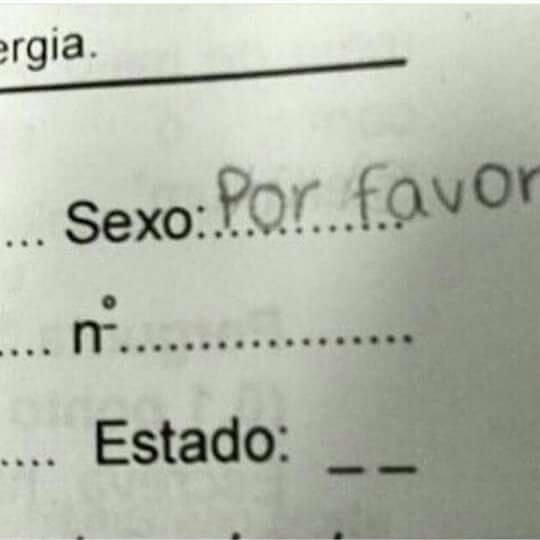 ergia.
... Sexo: Por favor
.... nº....................
.... Estado: _ _